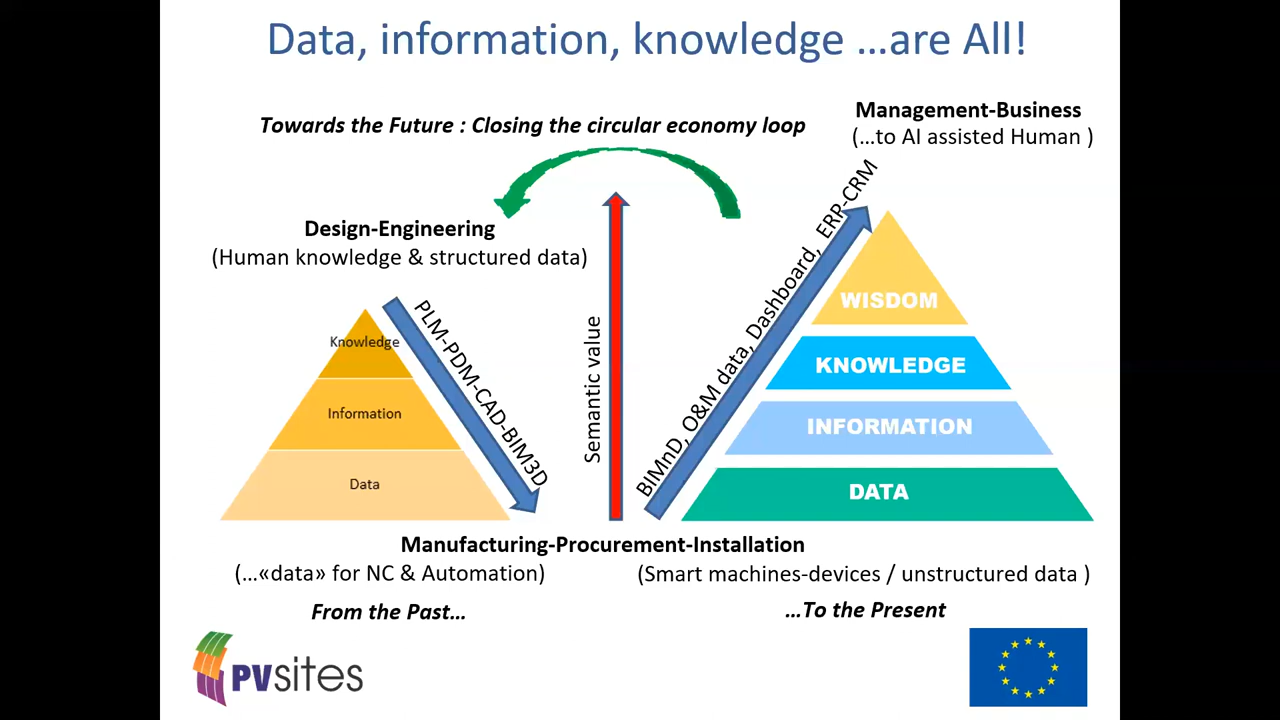 Data, information, knowledge …are All!
Management-Business
(…to AI assisted Human )
Towards the Future : Closing the circular economy loop
Design-Engineering
(Human knowledge & structured data)
Knowledge
Information
Data
PLM-PDM-CAD-BIM3D
Semantic value
BIMnD, O&M data, Dashboard, ERP-CRM
WISDOM
KNOWLEDGE
INFORMATION
DATA
Manufacturing-Procurement-Installation
(…«data» for NC & Automation)
(Smart machines-devices / unstructured data )
From the Past…
…To the Present
PVsites